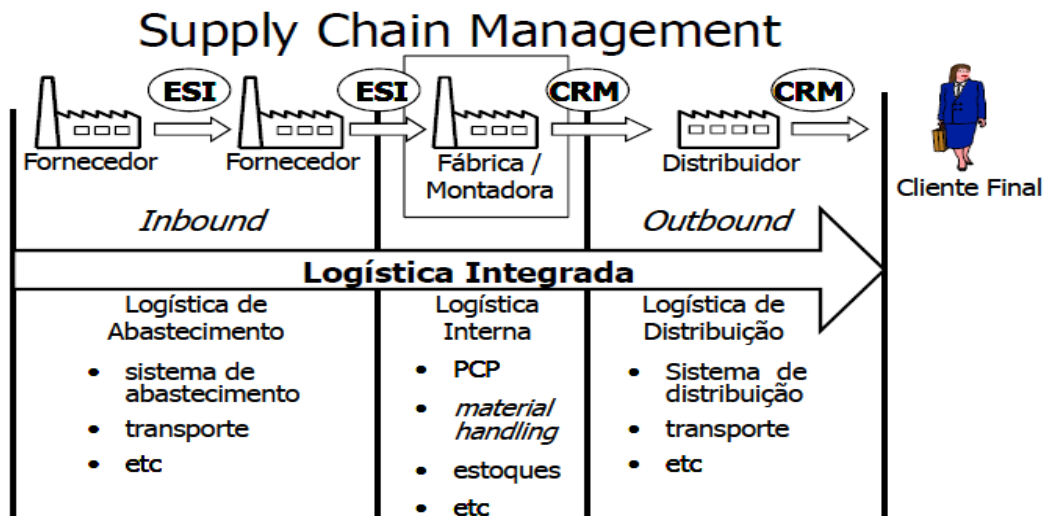 Supply Chain Management
ESI
ESI
CRM
CRM
Fornecedor
Fornecedor
Fábrica /
Montadora
Distribuidor
Cliente Final
Inbound
Outbound
Logística Integrada
Logística de
Abastecimento
• sistema de
abastecimento
• transporte
• etc
Logística
Interna
• PCP
• material
handling
• estoques
• etc
Logística de
Distribuição
• Sistema de
distribuição
• transporte
• etc